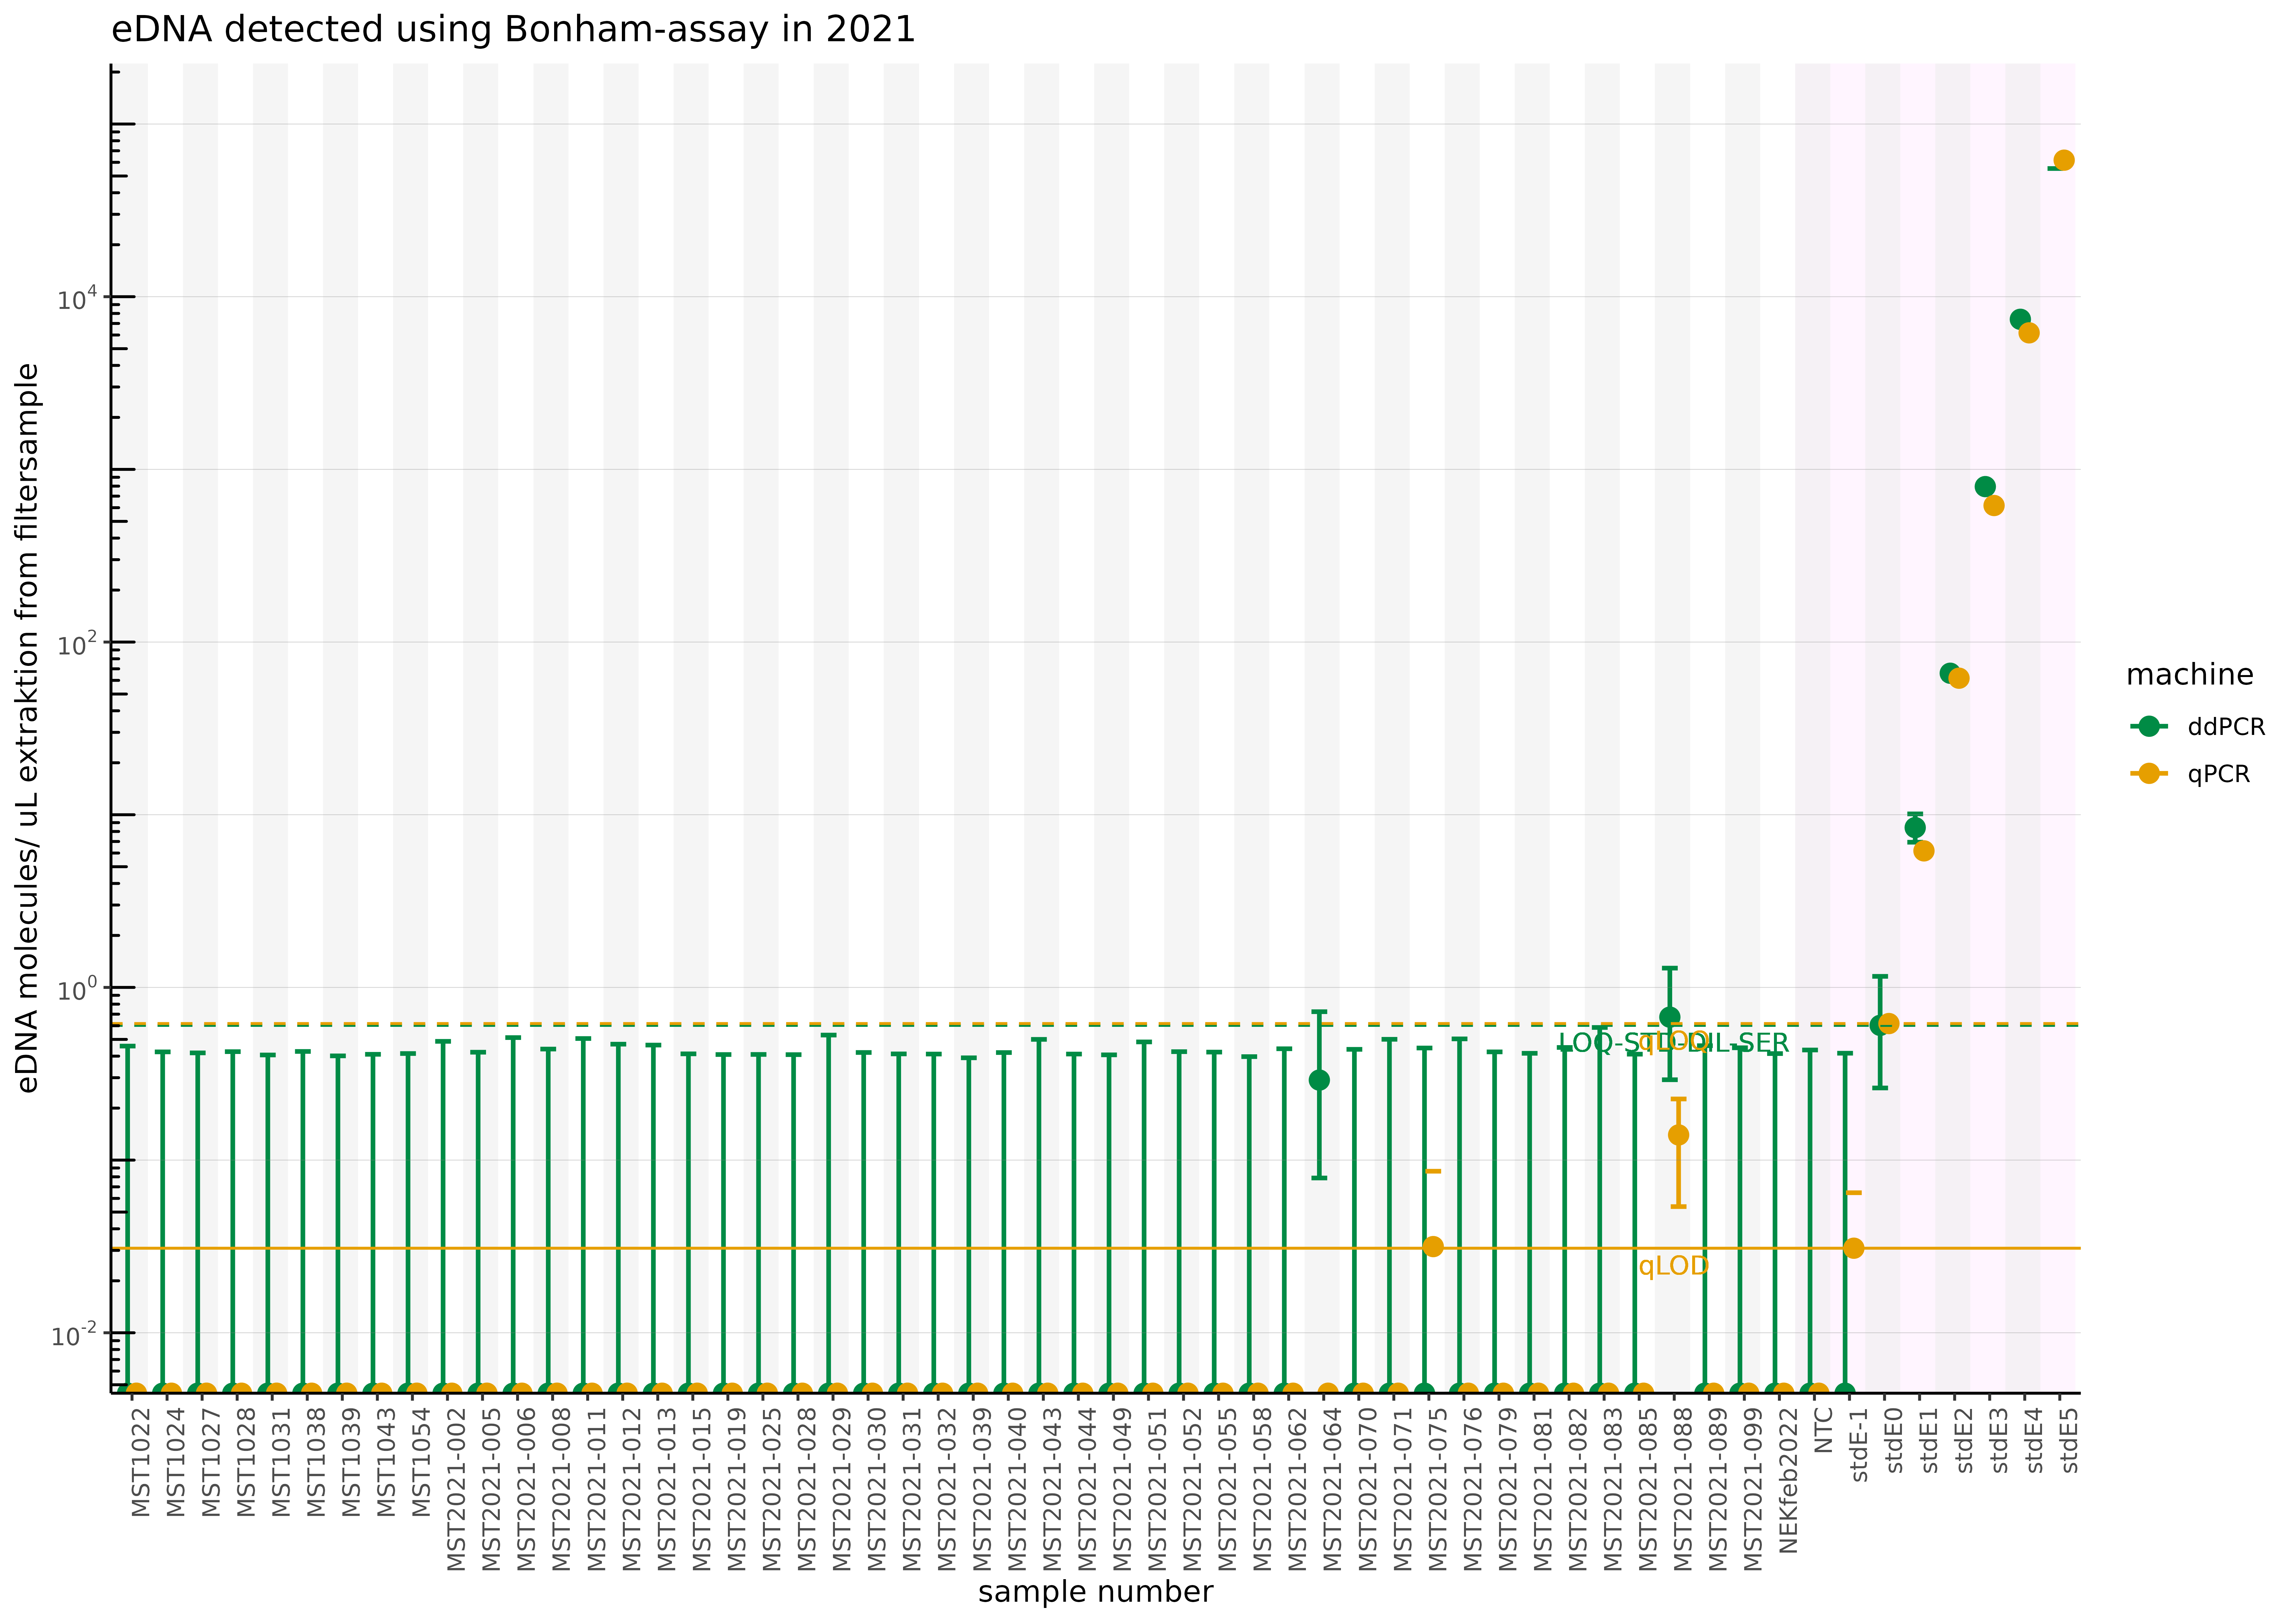 eDNA detected using Bonham-assay in 2021
eDNA molecules/ uL extraktion from filtersample
10^4
10^2
10^0
10^-2
LOQ-STD-DIL-SER
qLOQ
qLOD
MST1022
MST1024
MST1027
MST1028
MST1031
MST1038
MST1039
MST1043
MST1054
MST2021-002
MST2021-005
MST2021-006
MST2021-008
MST2021-011
MST2021-012
MST2021-013
MST2021-015
MST2021-019
MST2021-025
MST2021-028
MST2021-029
MST2021-030
MST2021-031
MST2021-032
MST2021-039
MST2021-040
MST2021-043
MST2021-044
MST2021-049
MST2021-051
MST2021-052
MST2021-055
MST2021-058
MST2021-062
MST2021-064
MST2021-070
MST2021-071
MST2021-075
MST2021-076
MST2021-079
MST2021-081
MST2021-082
MST2021-083
MST2021-085
MST2021-088
MST2021-089
MST2021-099
NEKfeb2022
NTC
stdE-1
stdE0
stdE1
stdE2
stdE3
stdE4
stdE5
sample number
machine
ddPCR
qPCR